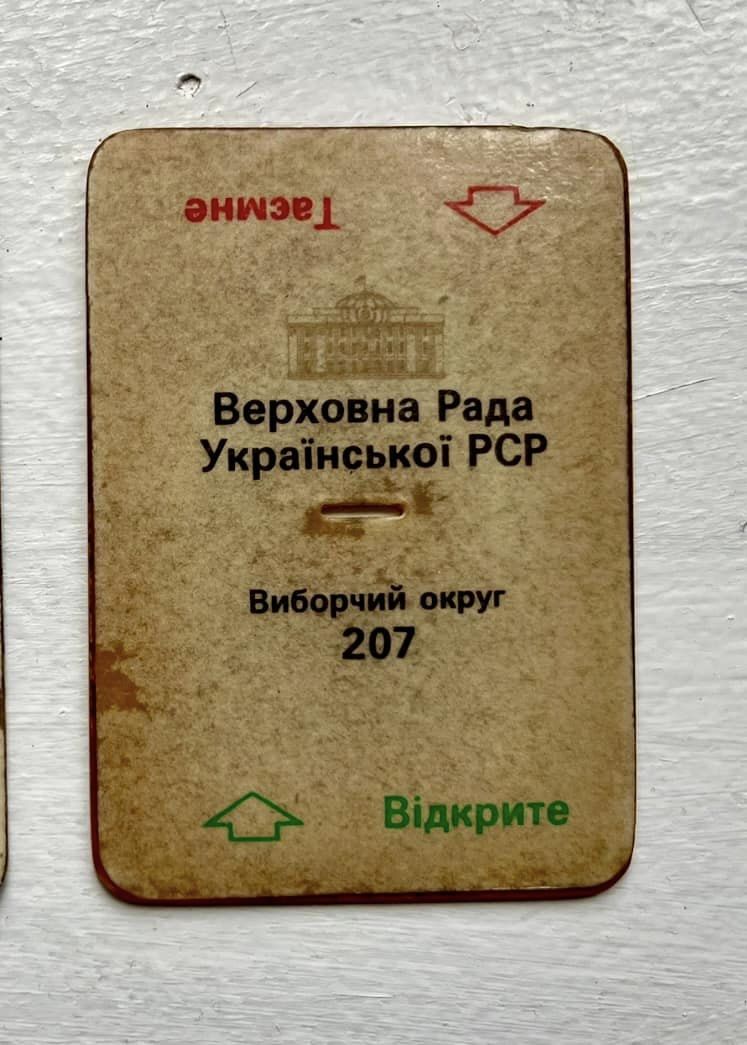 Таємне
Верховна Рада
Української РСР
Виборчий округ
207
Відкрите